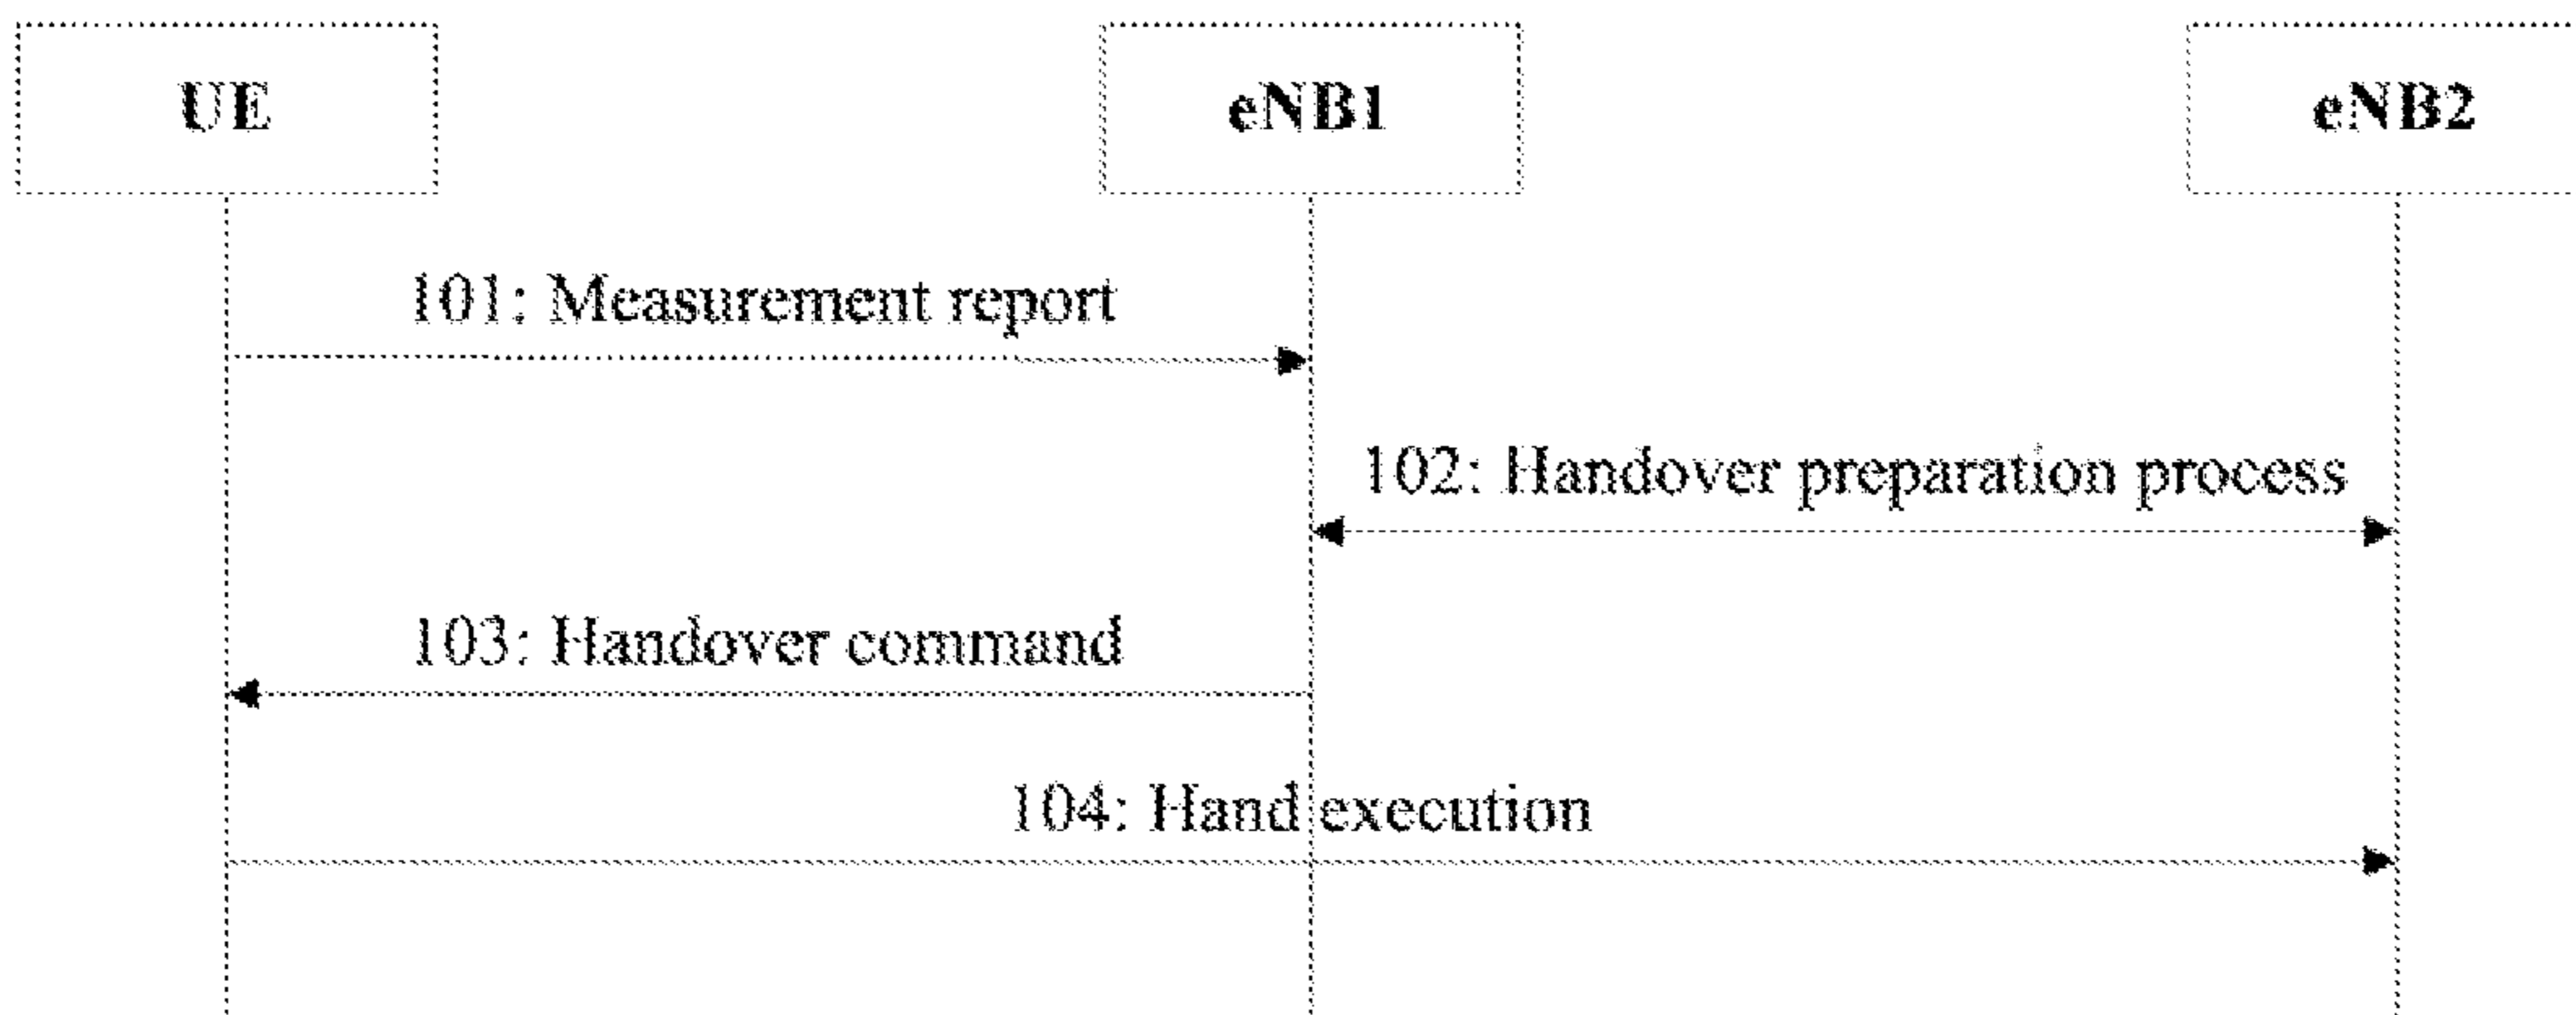 UE
eNB1
eNB2
101: Measurement report
102: Handover preparation process
103: Handover command
104: Hand execution